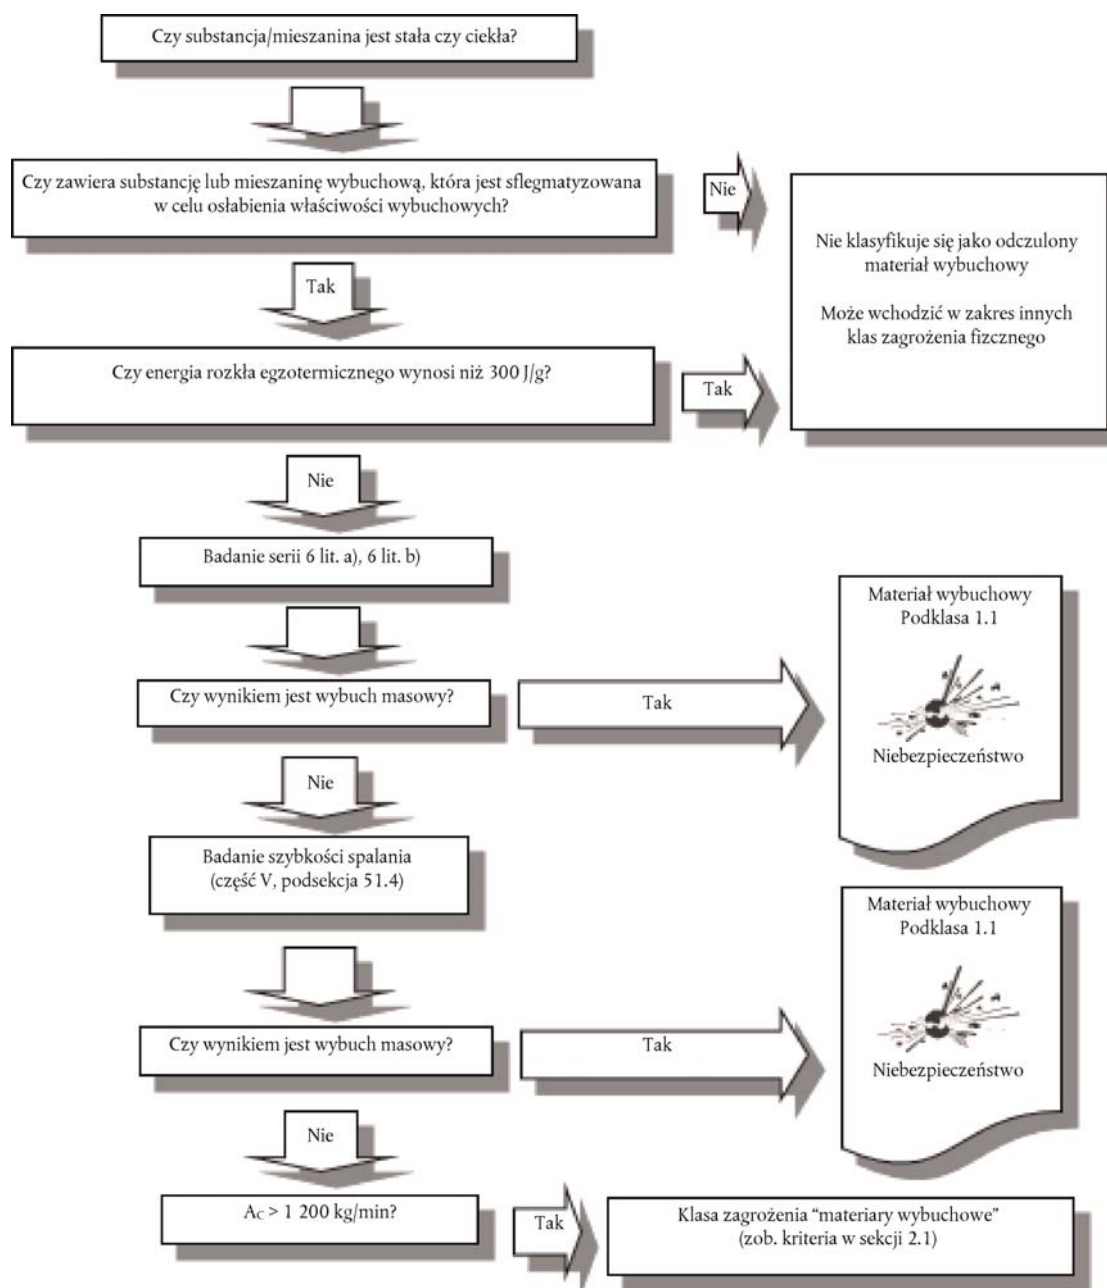 Czy substancja/mieszanina jest stała czy ciekła?
Czy zawiera substancję lub mieszaninę wybuchową, która jest sflegmatyzowana
w celu osłabienia właściwości wybuchowych?
Nie
Nie klasyfikuje się jako odczulony
materiał wybuchowy
Może wchodzić w zakres innych
klas zagrożenia fizcznego
Tak
Czy energia rozkła egzotermicznego wynosi niż 300 J/g?
Tak
Nie
Badanie serii 6 lit. a), 6 lit. b)
Czy wynikiem jest wybuch masowy?
Tak
Materiał wybuchowy
Podklasa 1.1
Niebezpieczeństwo
Nie
Badanie szybkości spalania
(część V, podsekcja 51.4)
Czy wynikiem jest wybuch masowy?
Tak
Materiał wybuchowy
Podklasa 1.1
Niebezpieczeństwo
Nie
AC > 1 200 kg/min?
Tak
Klasa zagrożenia “materiary wybuchowe”
(zob. kriteria w sekcji 2.1)